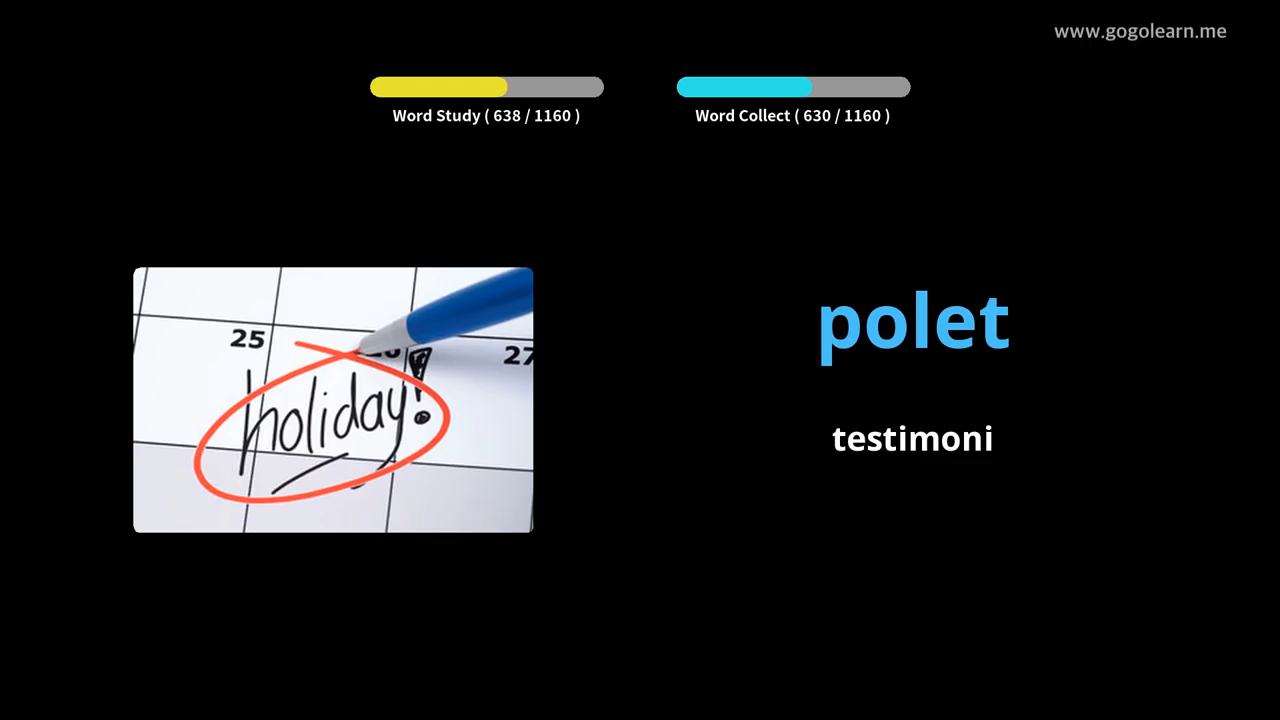 www.gogolearn.me
Word Study ( 638 / 1160 )
Word Collect ( 630 / 1160 )
25
27
holiday!
polet
testimoni